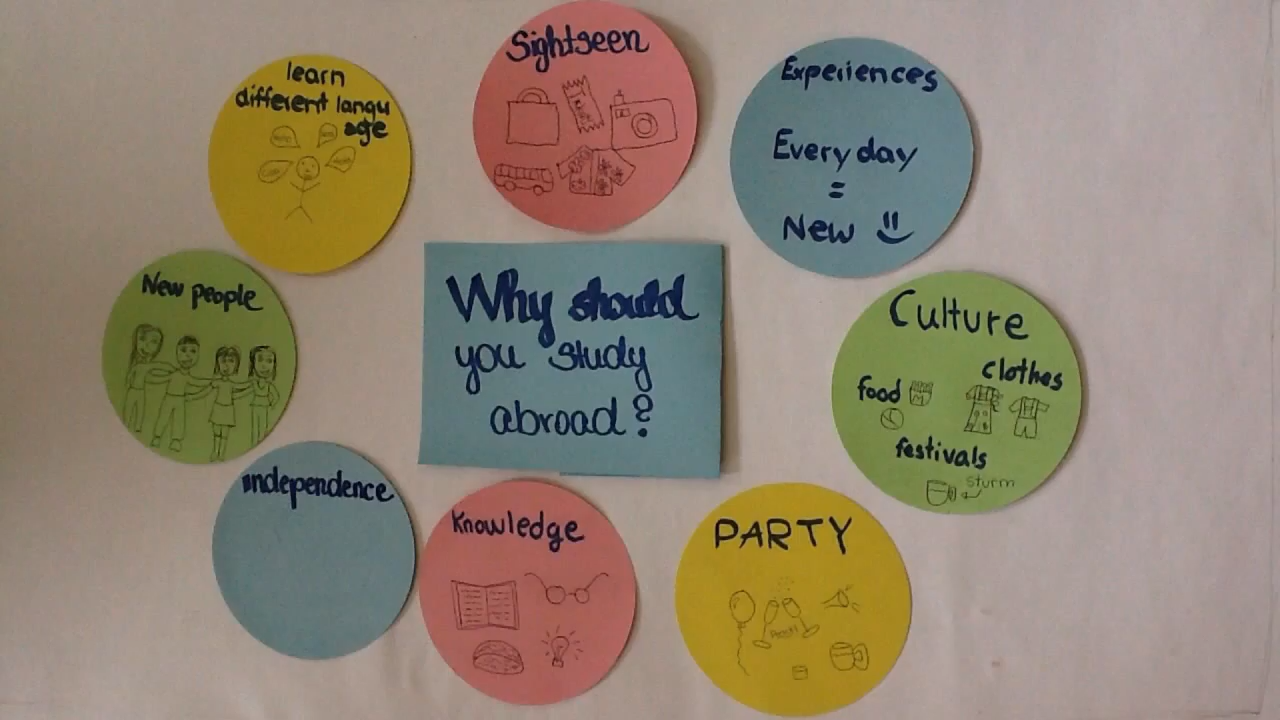 Why should
you study
abroad?
Sightseen
Experiences
Every day
=
New
Culture
clothes
food
festivals
Sturm
PARTY
Knowledge
independence
New people
learn
different langu
age